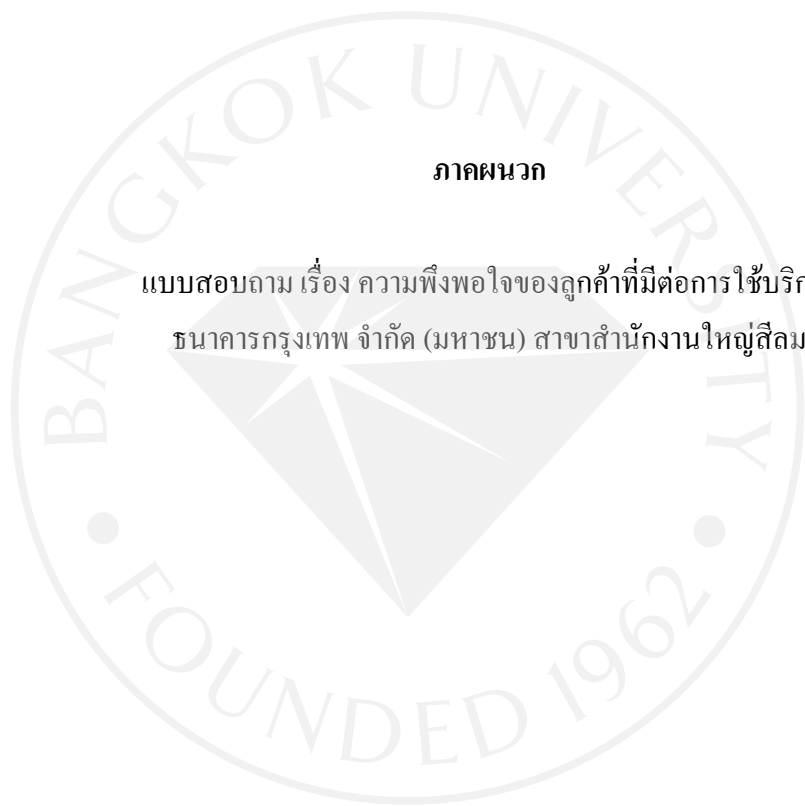 BANGKOK UNIVERSITY
ภาคผนวก
แบบสอบถาม เรื่อง ความพึงพอใจของลูกค้าที่มีต่อการใช้บริก
ธนาคารกรุงเทพ จำกัด (มหาชน) สาขาสำนักงานใหญ่สีลม
• FOUNDED 1962 •